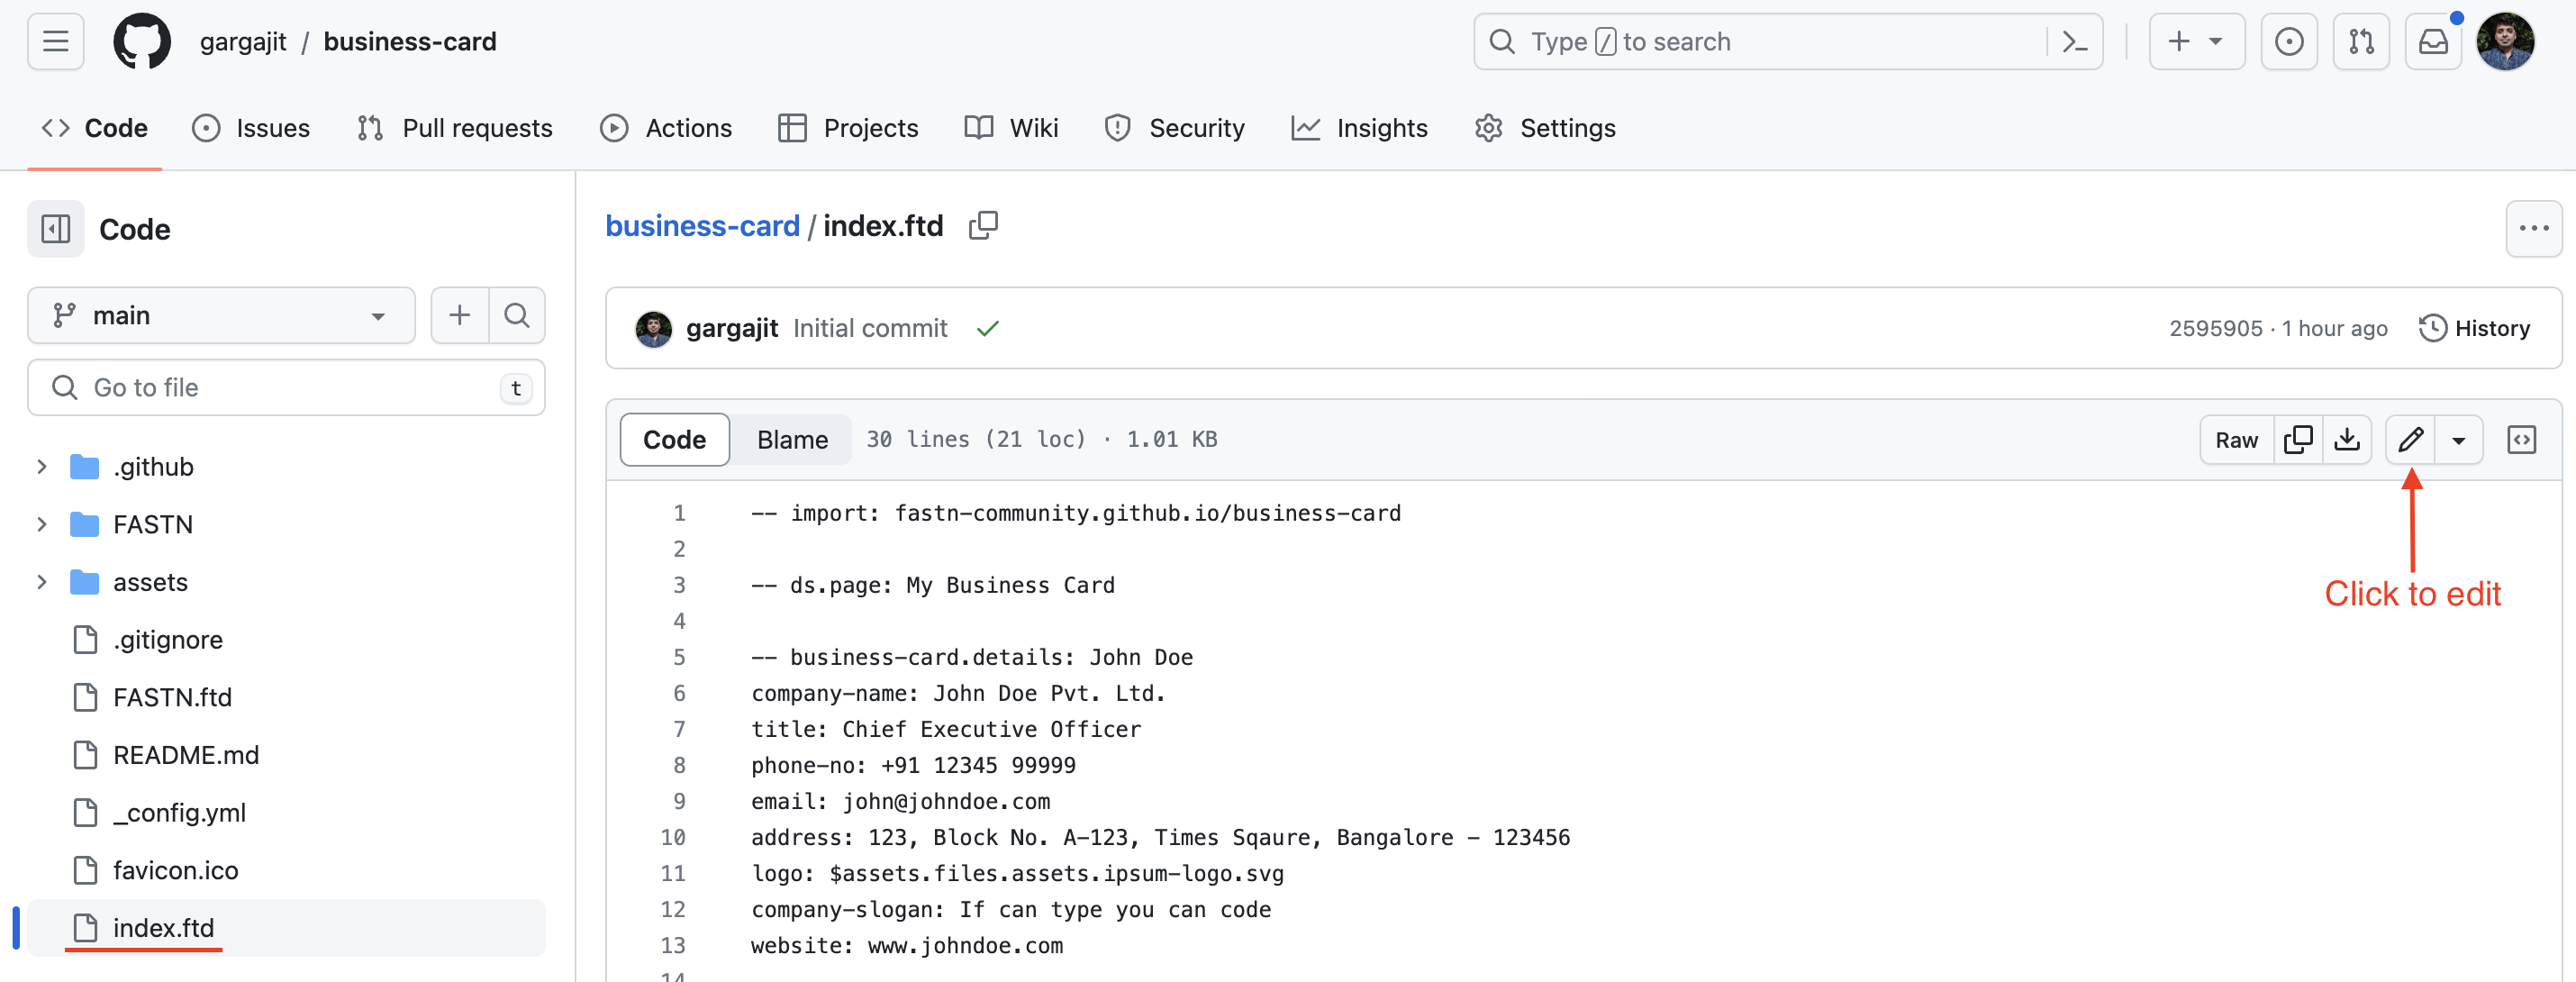 gargajit / business-card
Type / to search
Code
Issues
Pull requests
Actions
Projects
Wiki
Security
Insights
Settings
Code
main
Go to file
t
.github
FASTN
assets
.gitignore
FASTN.ftd
README.md
_config.yml
favicon.ico
index.ftd
business-card / index.ftd
gargajit Initial commit
2595905 · 1 hour ago
History
Code
Blame
30 lines (21 loc) · 1.01 KB
Raw
Click to edit
1 -- import: fastn-community.github.io/business-card
2
3 -- ds.page: My Business Card
4
5 -- business-card.details: John Doe
6 company-name: John Doe Pvt. Ltd.
7 title: Chief Executive Officer
8 phone-no: +91 12345 99999
9 email: john@johndoe.com
10 address: 123, Block No. A-123, Times Sqaure, Bangalore - 123456
11 logo: $assets.files.assets.ipsum-logo.svg
12 company-slogan: If can type you can code
13 website: www.johndoe.com
14